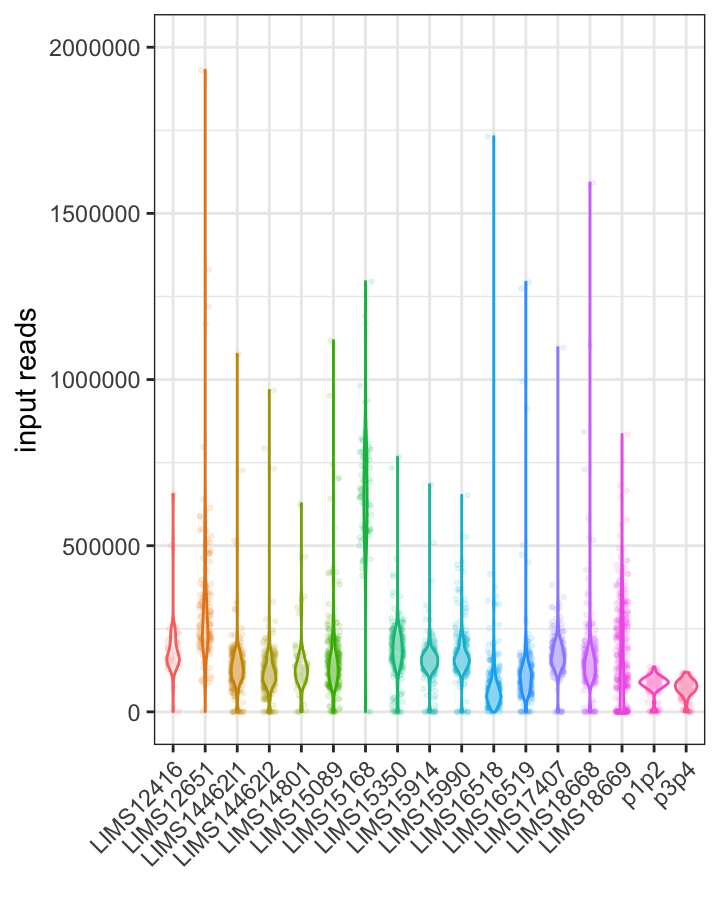 2000000
1500000
1000000
500000
0
input reads
LIMS12416
LIMS12651
LIMS14462l1
LIMS14462l2
LIMS14801
LIMS15089
LIMS15168
LIMS15350
LIMS15914
LIMS15990
LIMS16518
LIMS16519
LIMS17407
LIMS18668
LIMS18669
p1p2
p3p4